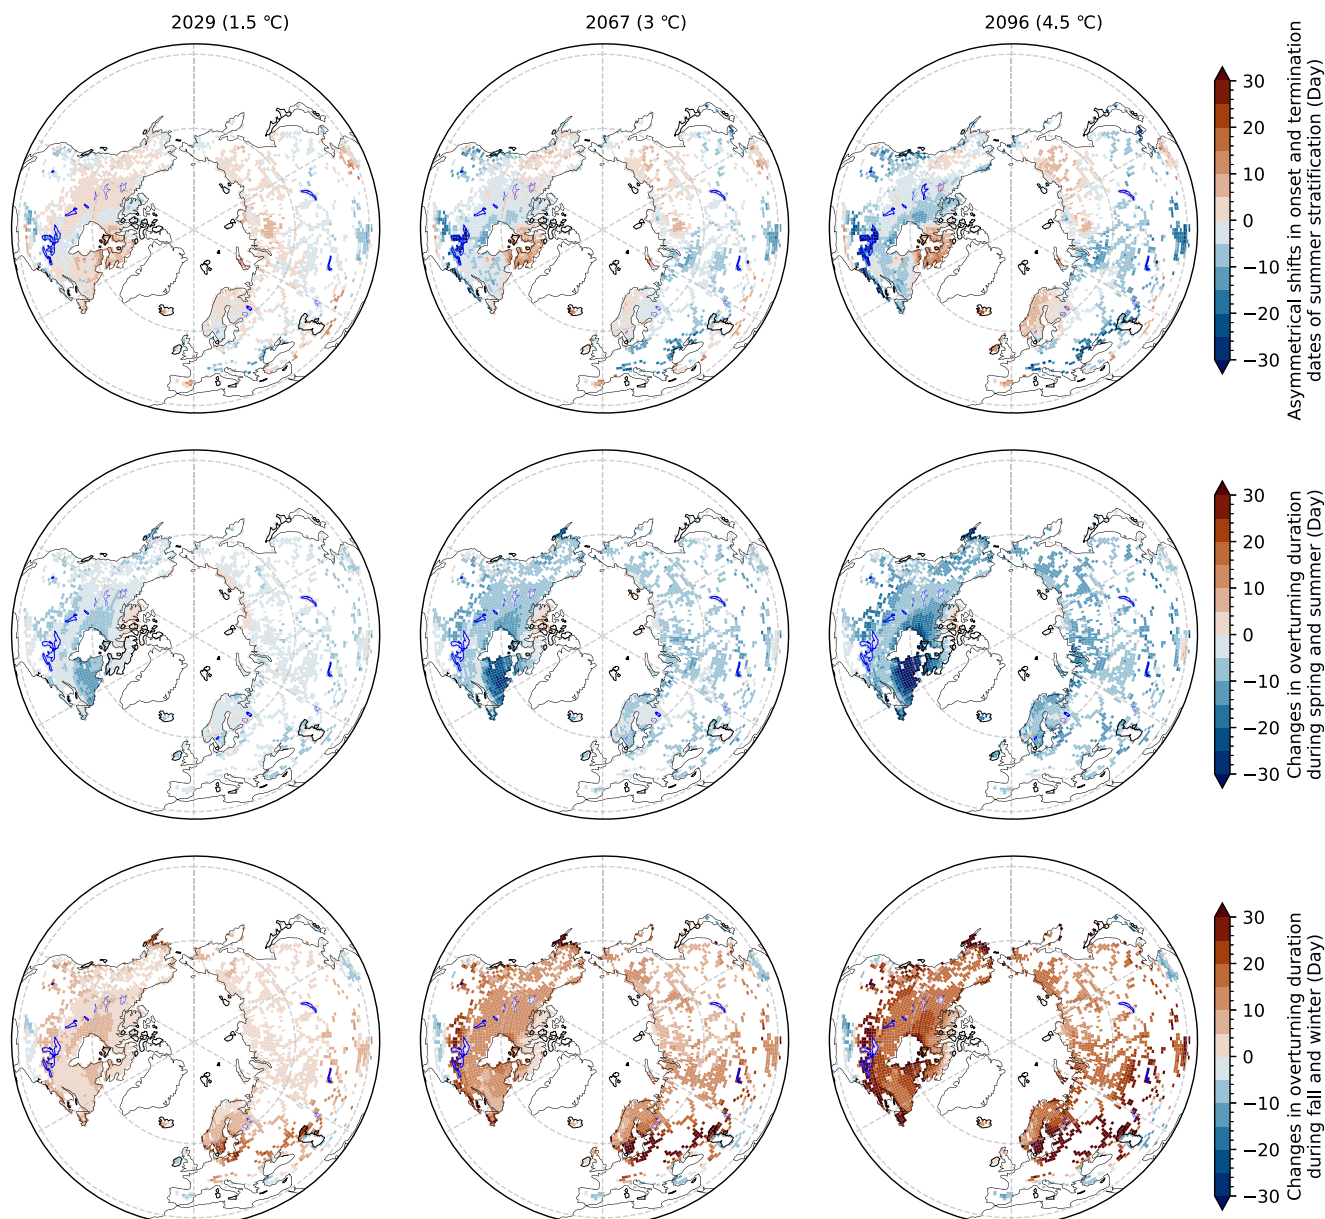 2029 (1.5 ℃)
2067 (3 ℃)
2096 (4.5 ℃)
30
20
10
0
−10
−20
−30
Asymmetrical shifts in onset and termination
dates of summer stratification (Day)
30
20
10
0
−10
−20
−30
Changes in overturning duration
during spring and summer (Day)
30
20
10
0
−10
−20
−30
Changes in overturning duration
during fall and winter (Day)